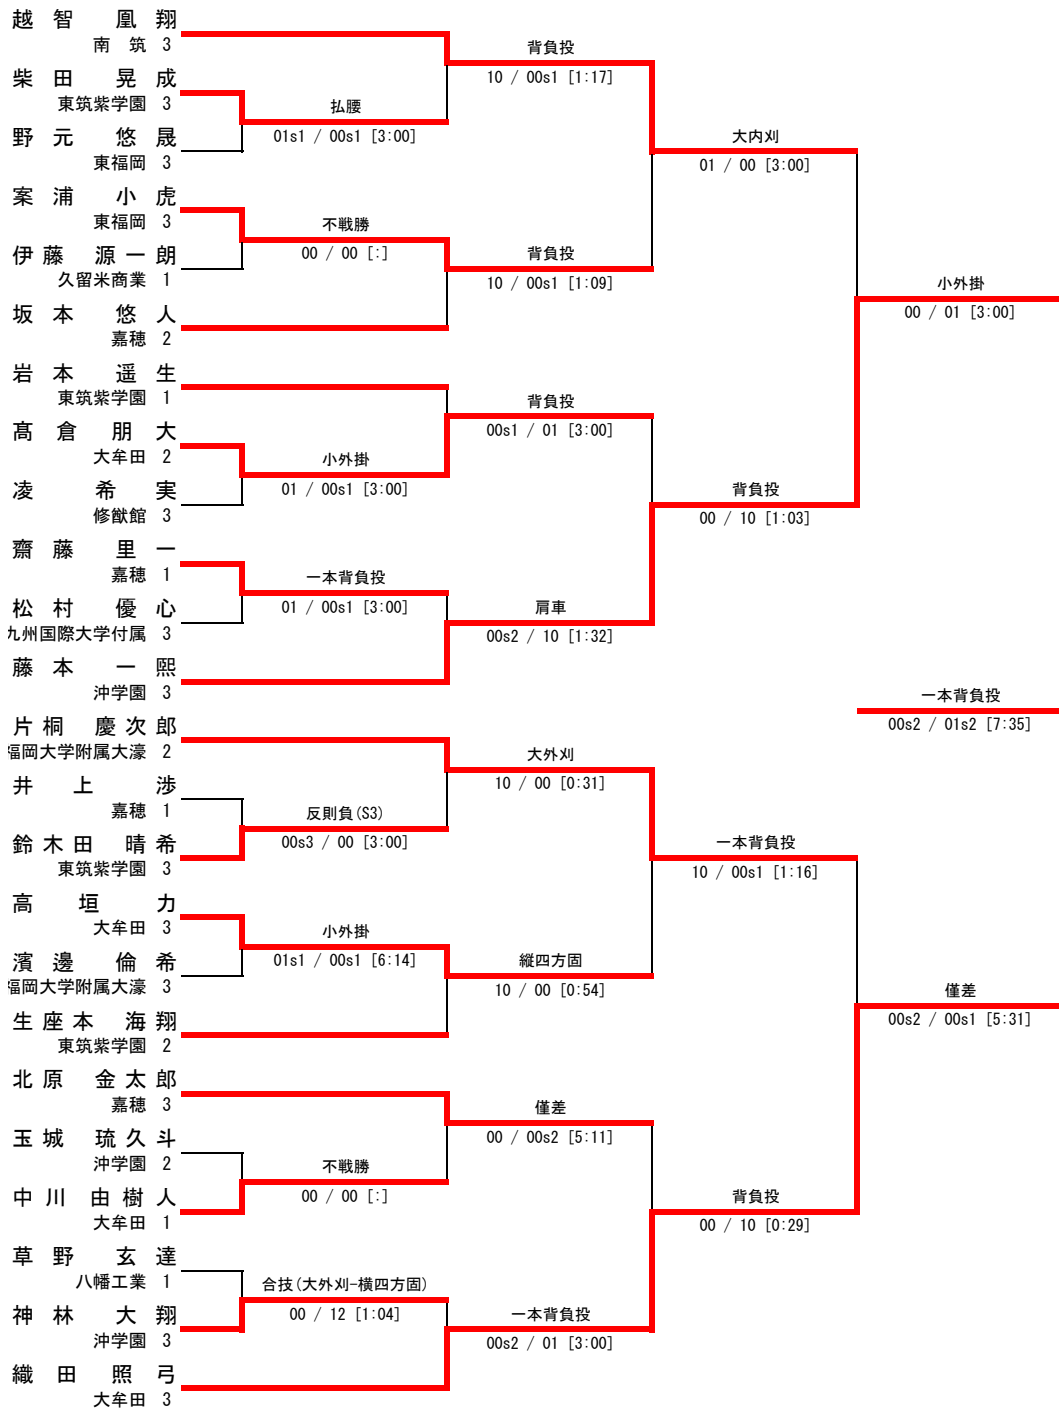 越智 凰翔
南筑 3
柴田 晃成
東筑紫学園 3
野元 悠晟
東福岡 3
案浦 小虎
東福岡 3
伊藤 源一朗
久留米商業 1
坂本 悠人
嘉穂 2
岩本 遥生
東筑紫学園 1
髙倉 朋大
大牟田 2
凌 希実
修猷館 3
齋藤 里一
嘉穂 1
松村 優心
九州国際大学付属 3
藤本 一熙
沖学園 3
片桐 慶次郎
福岡大学附属大濠 2
井上 渉
嘉穂 1
鈴木田 晴希
東筑紫学園 3
高垣 力
大牟田 3
濱邊 倫希
福岡大学附属大濠 3
生座本 海翔
東筑紫学園 2
北原 金太郎
嘉穂 3
玉城 琉久斗
沖学園 2
中川 由樹人
大牟田 1
草野 玄達
八幡工業 1
神林 大翔
沖学園 3
織田 照弓
大牟田 3
払腰
01s1 / 00s1 [3:00]
不戦勝
00 / 00 [:]
小外掛
01 / 00s1 [3:00]
一本背負投
01 / 00s1 [3:00]
反則負(S3)
00s3 / 00 [3:00]
小外掛
01s1 / 00s1 [6:14]
不戦勝
00 / 00 [:]
合技(大外刈-横四方固)
00 / 12 [1:04]
背負投
10 / 00s1 [1:17]
背負投
10 / 00s1 [1:09]
背負投
00s1 / 01 [3:00]
肩車
00s2 / 10 [1:32]
大外刈
10 / 00 [0:31]
縦四方固
10 / 00 [0:54]
僅差
00 / 00s2 [5:11]
一本背負投
00s2 / 01 [3:00]
大内刈
01 / 00 [3:00]
背負投
00 / 10 [1:03]
一本背負投
10 / 00s1 [1:16]
背負投
00 / 10 [0:29]
小外掛
00 / 01 [3:00]
一本背負投
00s2 / 01s2 [7:35]
僅差
00s2 / 00s1 [5:31]